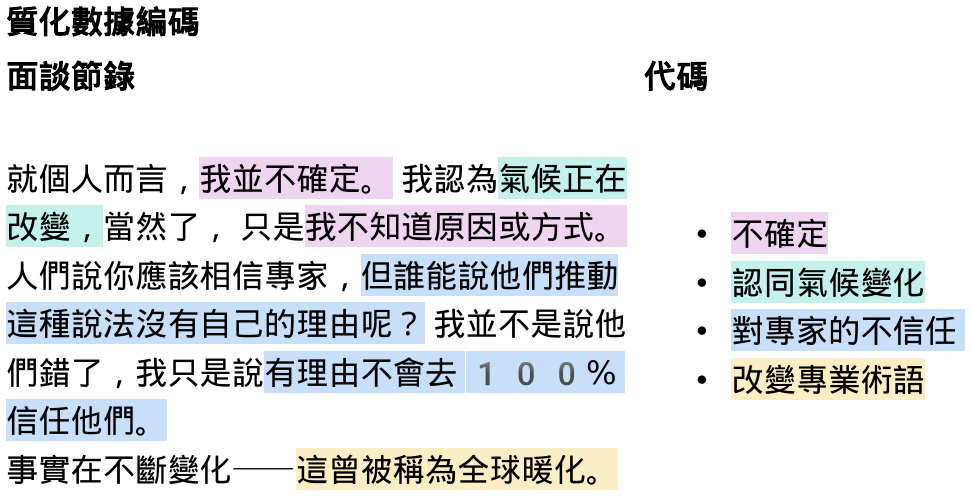 質化數據編碼
面談節錄
代碼
就個人而言，我並不確定。 我認為氣候正在
改變，當然了， 只是我不知道原因或方式。
人們說你應該相信專家，但誰能說他們推動
這種說法沒有自己的理由呢？ 我並不是說他
們錯了，我只是說有理由不會去 １００%
信任他們。
事實在不斷變化——這曾被稱為全球暖化。
• 不確定
• 認同氣候變化
• 對專家的不信任
• 改變專業術語